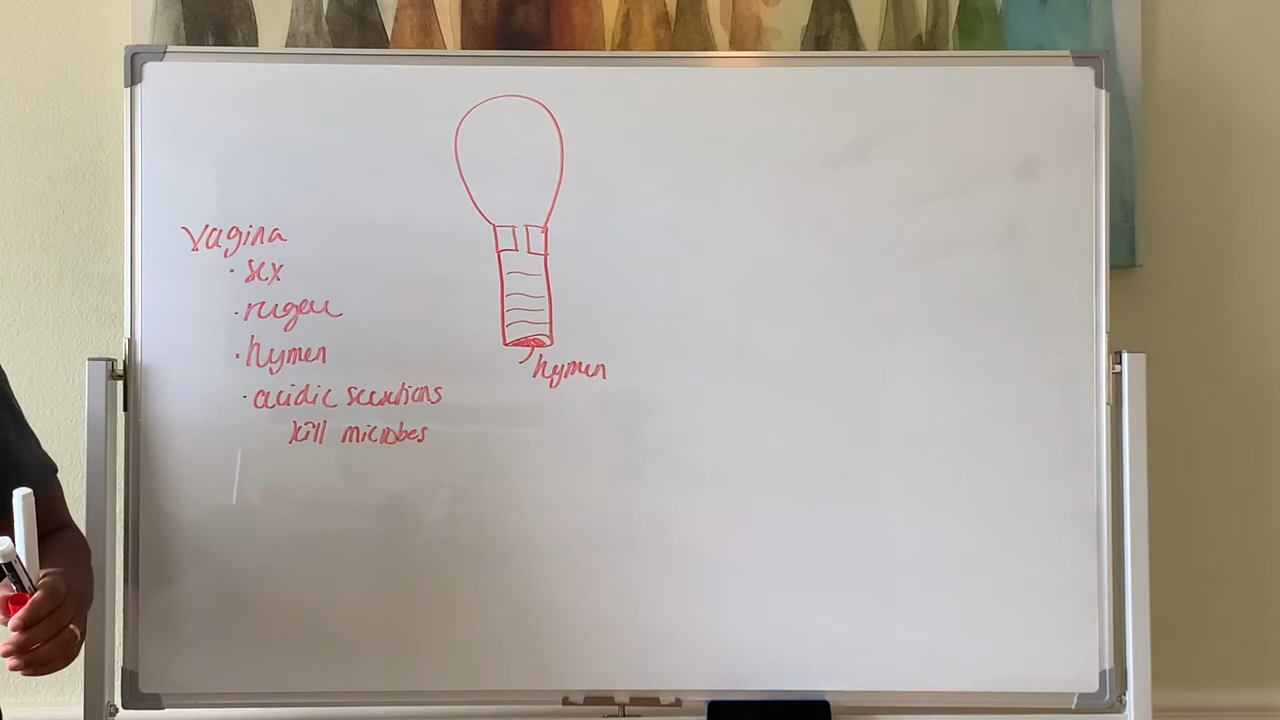 Vagina
· sex
· rugae
· hymen
· acidic secretions
kill microbes
hymen